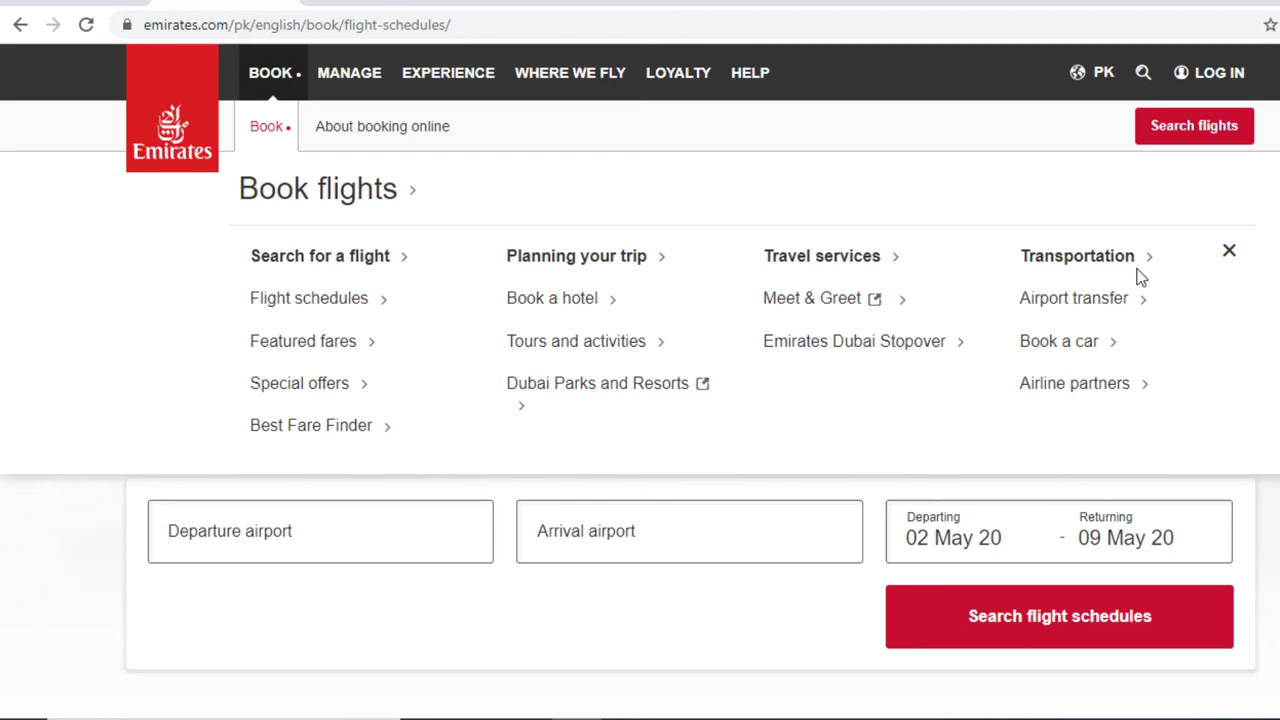 emirates.com/pk/english/book/flight-schedules/
BOOK MANAGE EXPERIENCE WHERE WE FLY LOYALTY HELP PK LOG IN
Emirates
Book About booking online Search flights
Book flights
Search for a flight Planning your trip Travel services Transportation
Flight schedules Book a hotel Meet & Greet Airport transfer
Featured fares Tours and activities Emirates Dubai Stopover Book a car
Special offers Dubai Parks and Resorts Airline partners
Best Fare Finder
Departing Returning
Departure airport Arrival airport 02 May 20 - 09 May 20
Search flight schedules